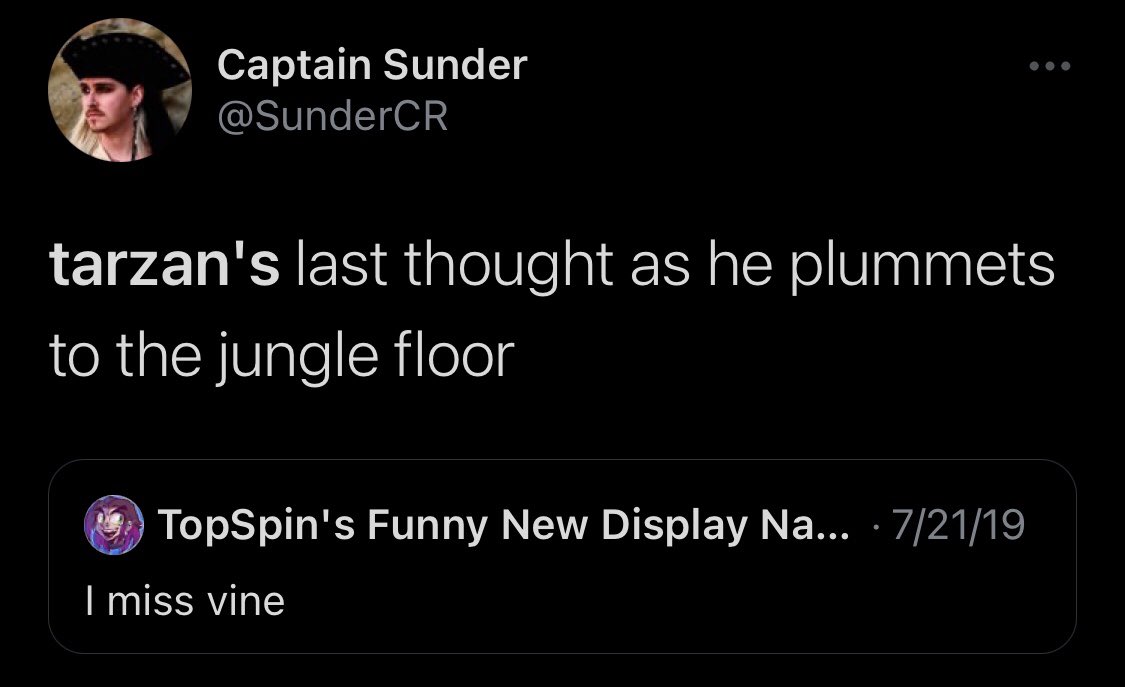 Captain Sunder
@SunderCR
tarzan's last thought as he plummets
to the jungle floor
TopSpin's Funny New Display Na... · 7/21/19
I miss vine